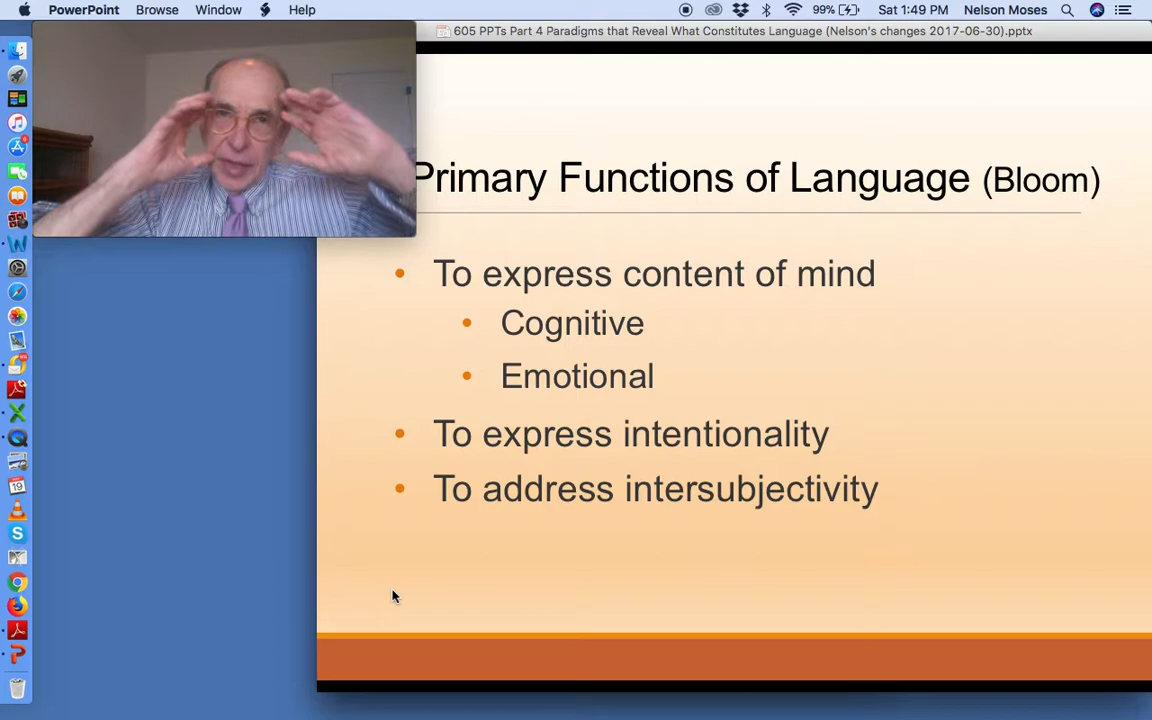 PowerPoint Browse Window Help 99% Sat 1:49 PM Nelson Moses
605 PPTs Part 4 Paradigms that Reveal What Constitutes Language (Nelson's changes 2017-06-30).pptx
Primary Functions of Language (Bloom)
• To express content of mind
• Cognitive
• Emotional
• To express intentionality
• To address intersubjectivity
19